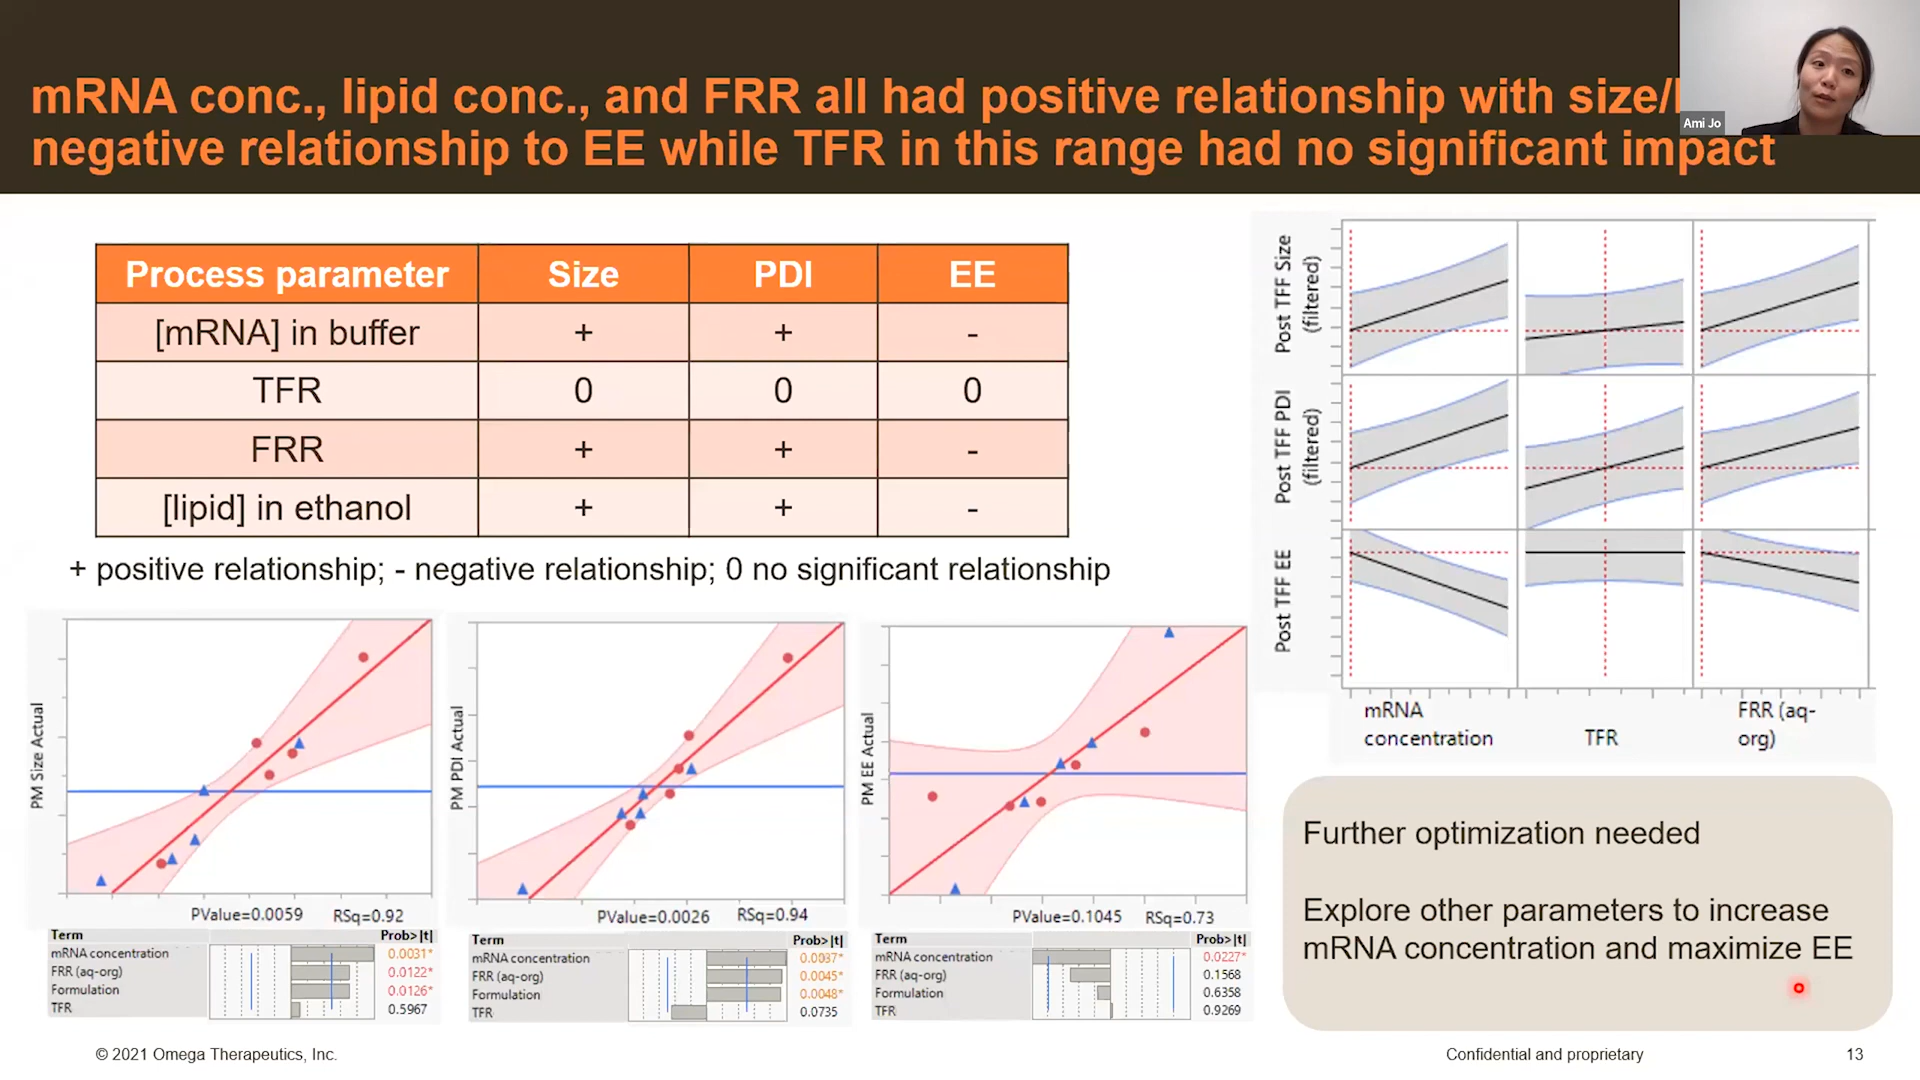 mRNA conc., lipid conc., and FRR all had positive relationship with
negative relationship to EE while TFR in this range had no significant impact
Ami Jo
Process parameter Size PDI EE
[mRNA] in buffer + + -
TFR 0 0 0
FRR + + -
[lipid] in ethanol + + -
+ positive relationship; - negative relationship; 0 no significant relationship
Post TFF Size
(filtered)
Post TFF PDI
(filtered)
Post TFF EE
mRNA
concentration
TFR
FRR (aq-
org)
PM Size Actual
PValue=0.0059 RSq=0.92
Term Prob>|t|
mRNA concentration 0.0031*
FRR (aq-org) 0.0122*
Formulation 0.0126*
TFR 0.5967
PM PDI Actual
PValue=0.0026 RSq=0.94
Term Prob>|t|
mRNA concentration 0.0037*
FRR (aq-org) 0.0045*
Formulation 0.0048*
TFR 0.0735
PM EE Actual
PValue=0.1045 RSq=0.73
Term Prob>|t|
mRNA concentration 0.0227*
FRR (aq-org) 0.1568
Formulation 0.6358
TFR 0.9269
Further optimization needed
Explore other parameters to increase
mRNA concentration and maximize EE
© 2021 Omega Therapeutics, Inc.
Confidential and proprietary
13